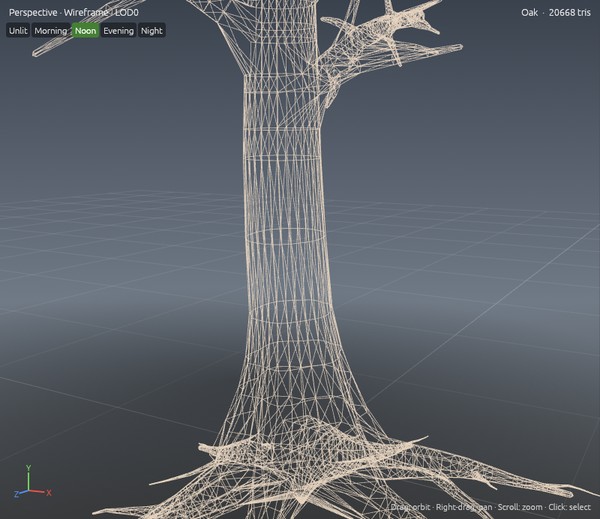 Perspective · Wireframe · LOD0
Oak · 20668 tris
Unlit Morning Noon Evening Night
Y
Z X
Drag: orbit · Right-drag: pan · Scroll: zoom · Click: select